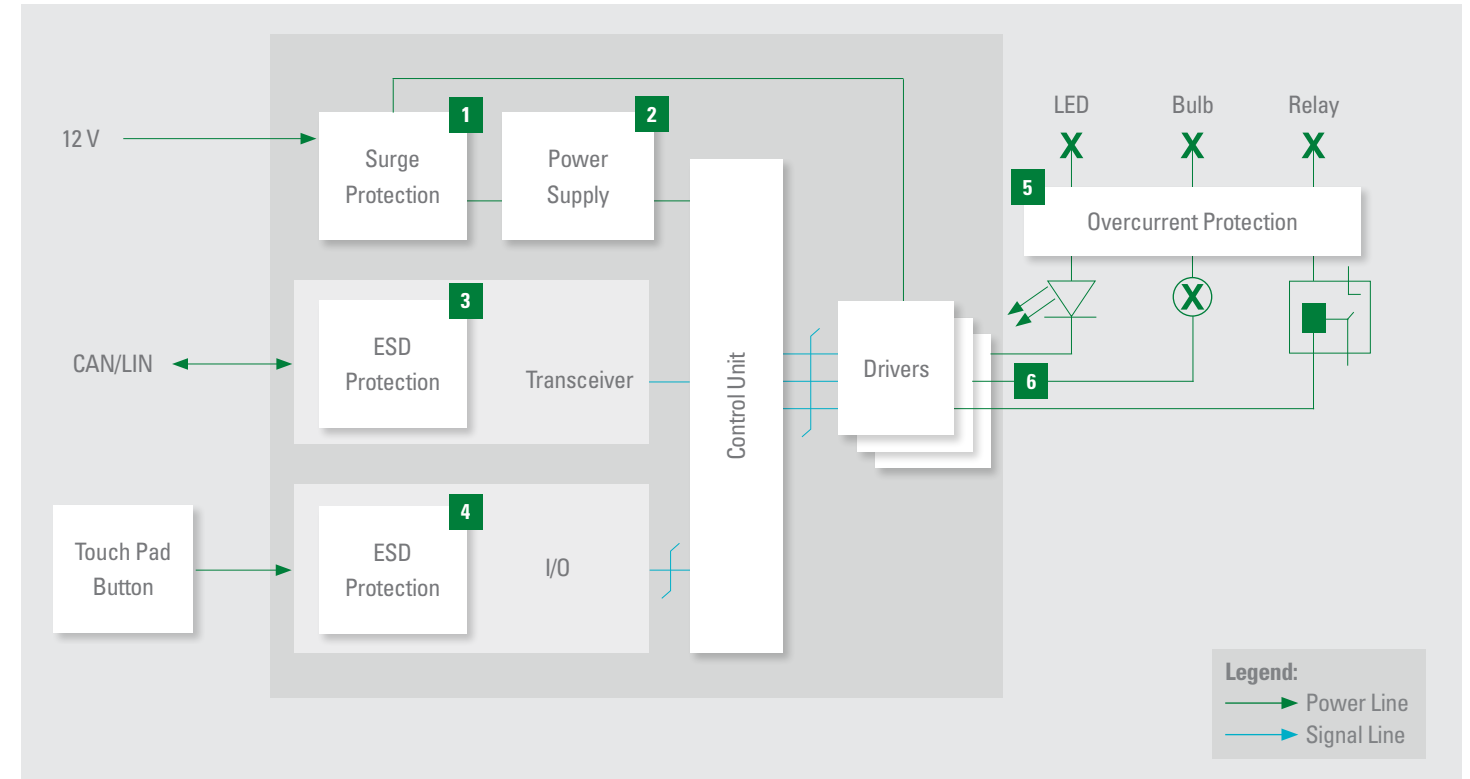 12 V
1
Surge
Protection
2
Power
Supply
LED
Bulb
Relay
X
X
X
5
Overcurrent Protection
X
CAN/LIN
3
ESD
Protection
Transceiver
Control Unit
Drivers
6
Touch Pad
Button
4
ESD
Protection
I/O
Legend:
Power Line
Signal Line